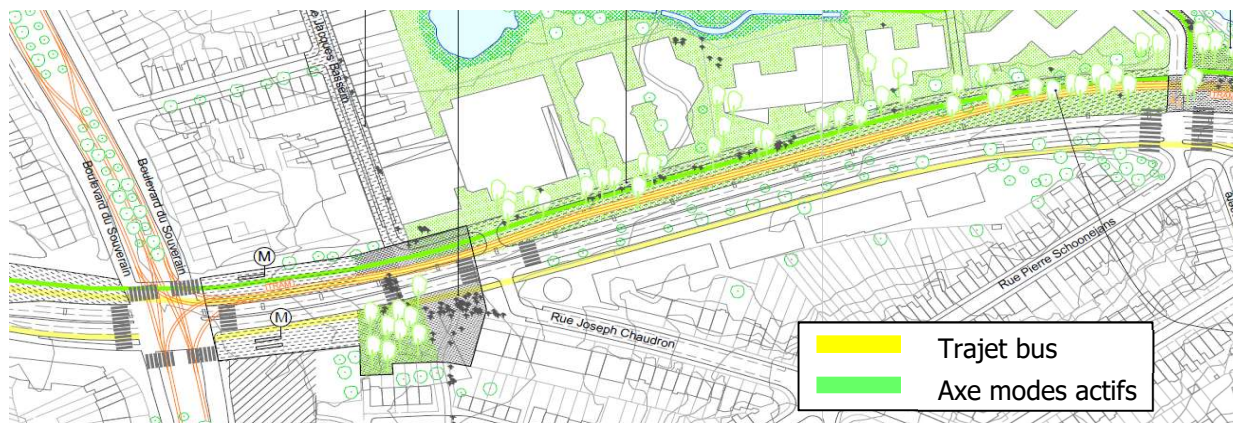 Jacques Bassem
Boulevard du Souverain
Boulevard du Souverain
M
(TRAM)
M
Rue Joseph Chaudron
Rue Pierre Schoonejans
Trajet bus
Axe modes actifs